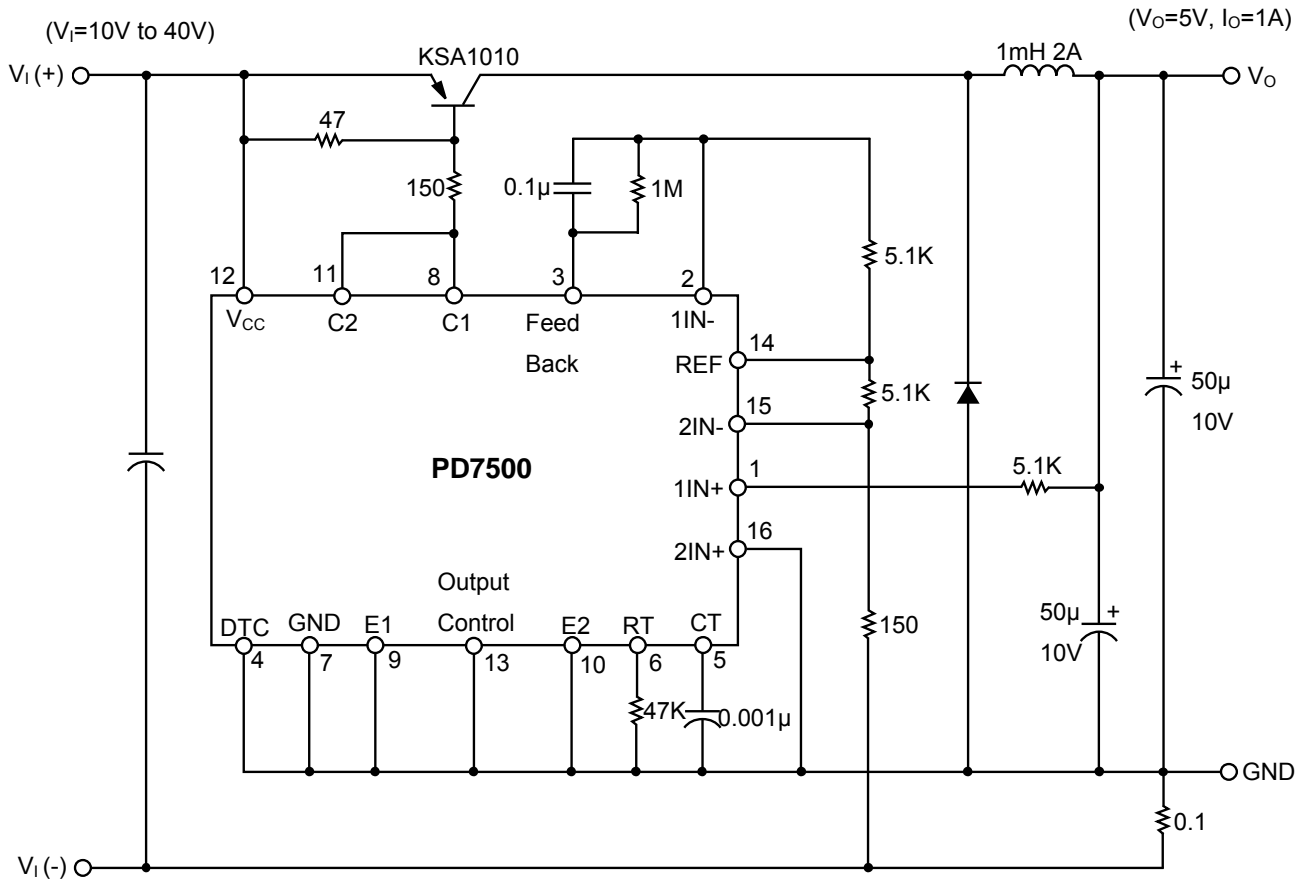 (VI=10V to 40V)
(VO=5V, IO=1A)
KSA1010
1mH 2A
VI (+)
VO
47
150
0.1µ
1M
5.1K
12
11
8
3
2
VCC
C2
C1
Feed
Back
1IN-
14
REF
5.1K
15
2IN-
50µ
10V
+
PD7500
1
1IN+
5.1K
16
2IN+
Output
Control
50µ
10V
+
150
DTC
GND
E1
E2
RT
CT
4
7
9
13
10
6
5
47K
0.001µ
GND
0.1
VI (-)